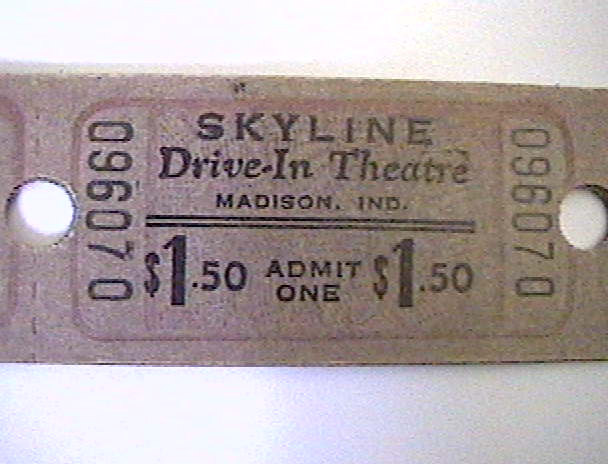 SKYLINE
Drive-In Theatre
MADISON, IND.
$1.50 ADMIT ONE $1.50
096070
096070